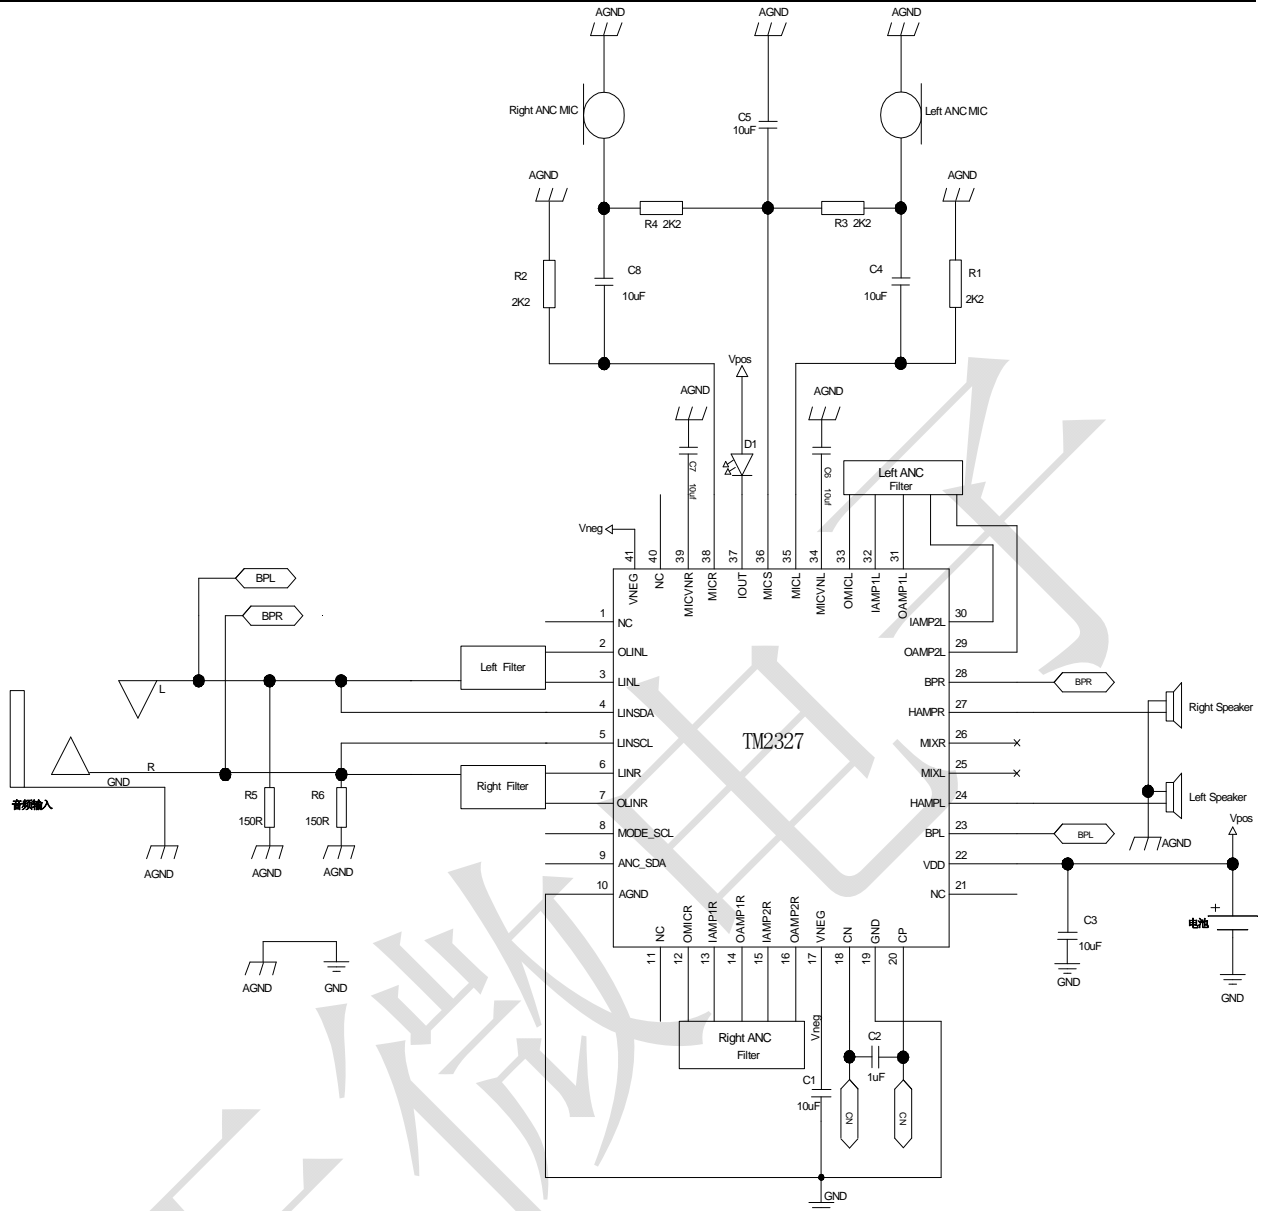 AGND
AGND
AGND
Right ANC MIC
C5
10uF
Left ANC MIC
AGND
AGND
R4 2K2
R3 2K2
R2
2K2
C8
10uF
C4
10uF
R1
2K2
Vpos
AGND
AGND
D1
C7 10uf
C6 10uf
Left ANC
Filter
Vneg
41
40
39
38
37
36
35
34
33
32
31
VNEG
NC
MICVNR
MICR
IOUT
MICS
MICL
MICVNL
OMICL
IAMP1L
OAMP1L
BPL
BPR
1
NC
2
OLINL
3
LINL
4
LINSDA
5
LINSCL
6
LINR
7
OLINR
8
MODE_SCL
9
ANC_SDA
10
AGND
Left Filter
Right Filter
L
R
GND
音频输入
AGND
R5
150R
AGND
R6
150R
AGND
AGND
GND
TM2327
IAMP2L
30
OAMP2L
29
BPR
28
BPR
HAMPR
27
Right Speaker
MIXR
26
MIXL
25
HAMPL
24
Left Speaker
BPL
23
BPL
AGND
Vpos
VDD
22
NC
21
C3
10uF
GND
+
电池
GND
NC
OMICR
IAMP1R
OAMP1R
IAMP2R
OAMP2R
VNEG
CN
GND
CP
11
12
13
14
15
16
17
18
19
20
Right ANC
Filter
Vneg
C1
10uF
C2
1uF
CN
CN
GND
微电子